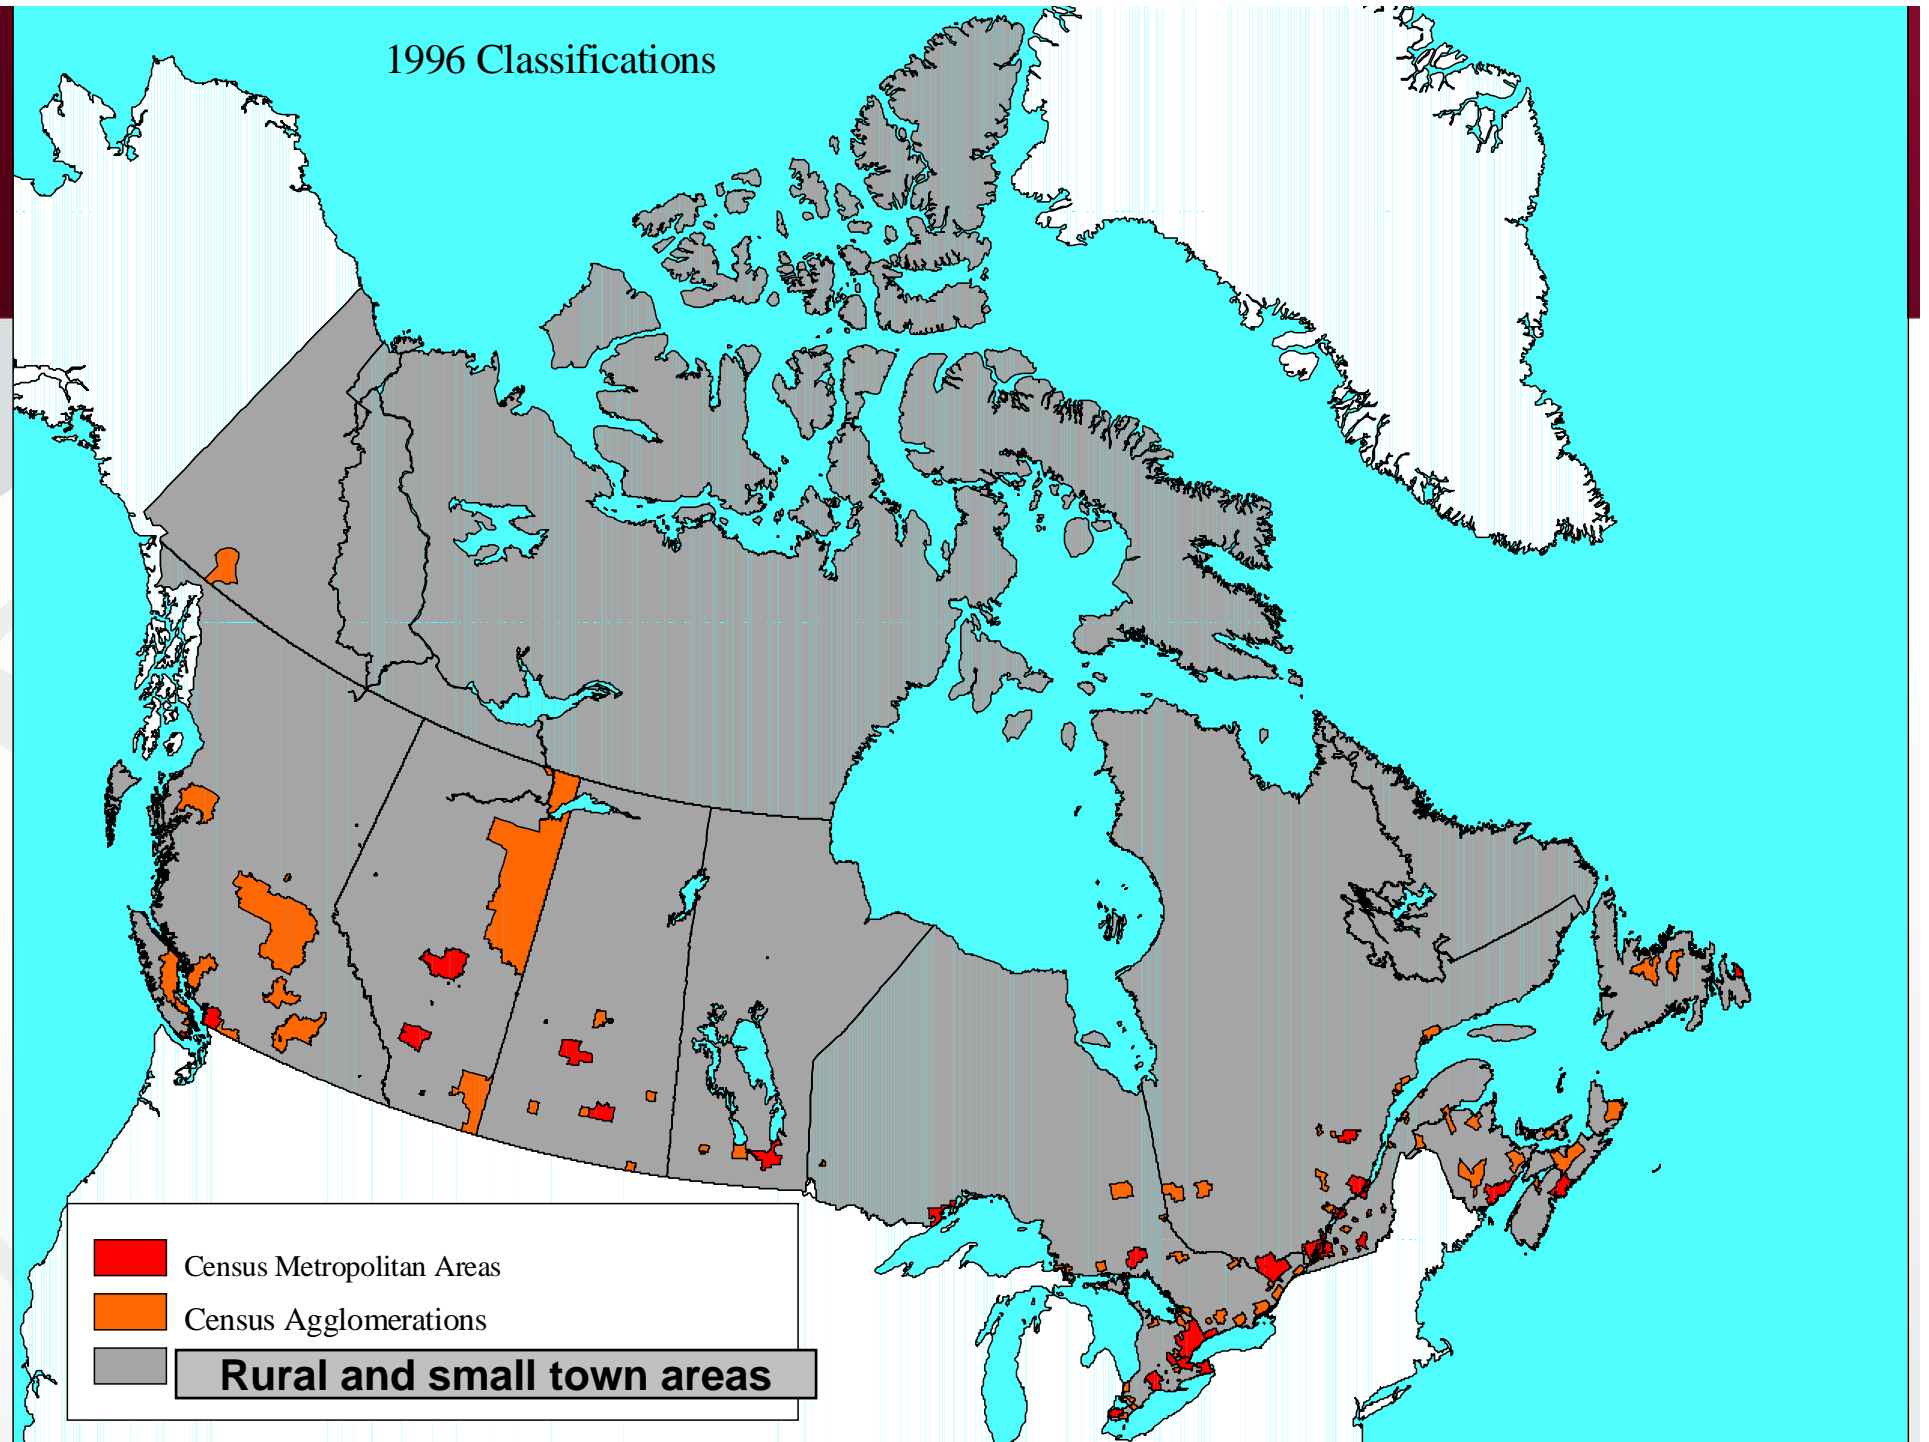 1996 Classifications
Census Metropolitan Areas
Census Agglomerations
Rural and small town areas